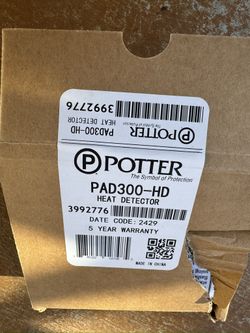 3992776
PAD300-HD
HEAT DETECTOR
POTTER
The Symbol of Protection
P POTTER
The Symbol of Protection
PAD300-HD
HEAT DETECTOR
3992776
DATE CODE: 2429
5 YEAR WARRANTY
MADE IN CHINA